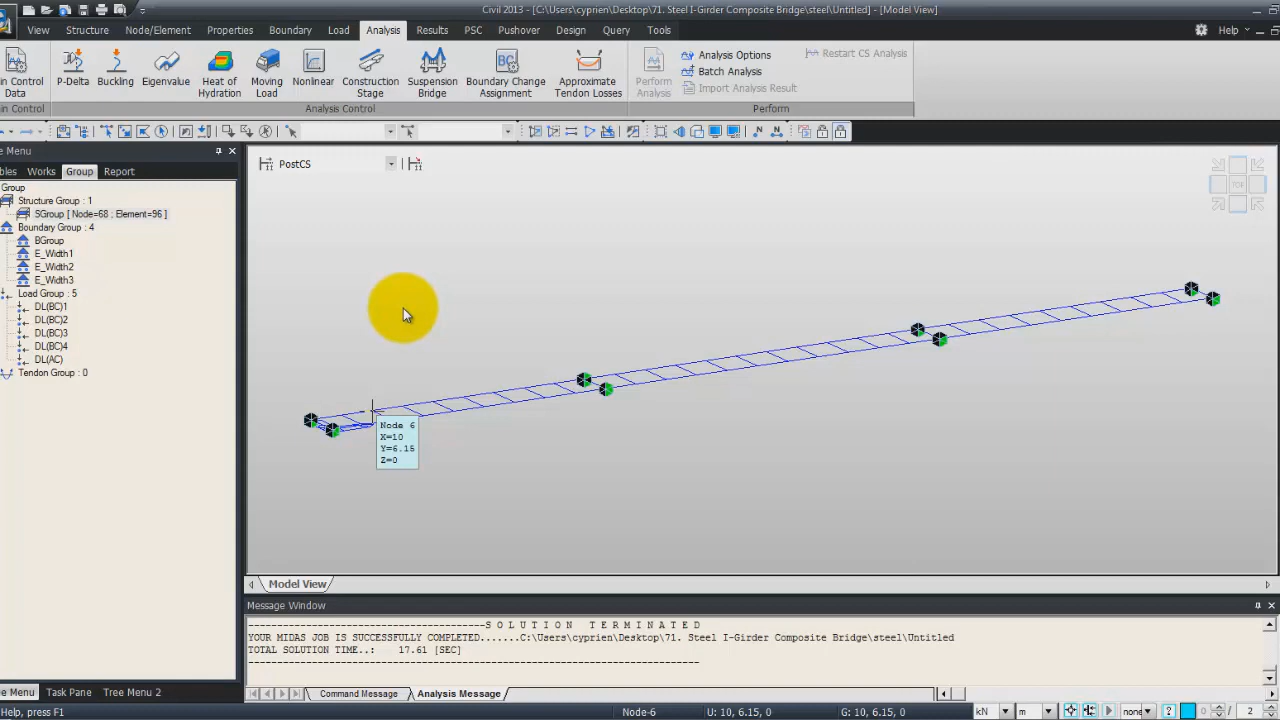 Civil 2013 - [C:\Users\cyprien\Desktop\71. Steel I-Girder Composite Bridge\steel\Untitled] - [Model View]
View Structure Node/Element Properties Boundary Load Analysis Results PSC Pushover Design Query Tools Help
in Control Data
P-Delta
Buckling
Eigenvalue
Heat of Hydration
Moving Load
Nonlinear
Construction Stage
Suspension Bridge
Boundary Change Assignment
Approximate Tendon Losses
Perform Analysis
Analysis Options
Batch Analysis
Import Analysis Result
Restart CS Analysis
in Control
Analysis Control
Perform
e Menu
bles Works Group Report
PostCS
TOP
Group
Structure Group : 1
SGroup [ Node=68 ; Element=96 ]
Boundary Group : 4
BGroup
E_Width1
E_Width2
E_Width3
Load Group : 5
DL(BC)1
DL(BC)2
DL(BC)3
DL(BC)4
DL(AC)
Tendon Group : 0
Node 6
X=10
Y=6.15
Z=0
Model View
Message Window
--------------------------------------------S O L U T I O N   T E R M I N A T E D
YOUR MIDAS JOB IS SUCCESSFULLY COMPLETED.......C:\Users\cyprien\Desktop\71. Steel I-Girder Composite Bridge\steel\Untitled
TOTAL SOLUTION TIME..: 17.61 [SEC]
ee Menu Task Pane Tree Menu 2
Command Message Analysis Message
Help, press F1
Node-6
U: 10, 6.15, 0
G: 10, 6.15, 0
kN
m
none
0
/ 2